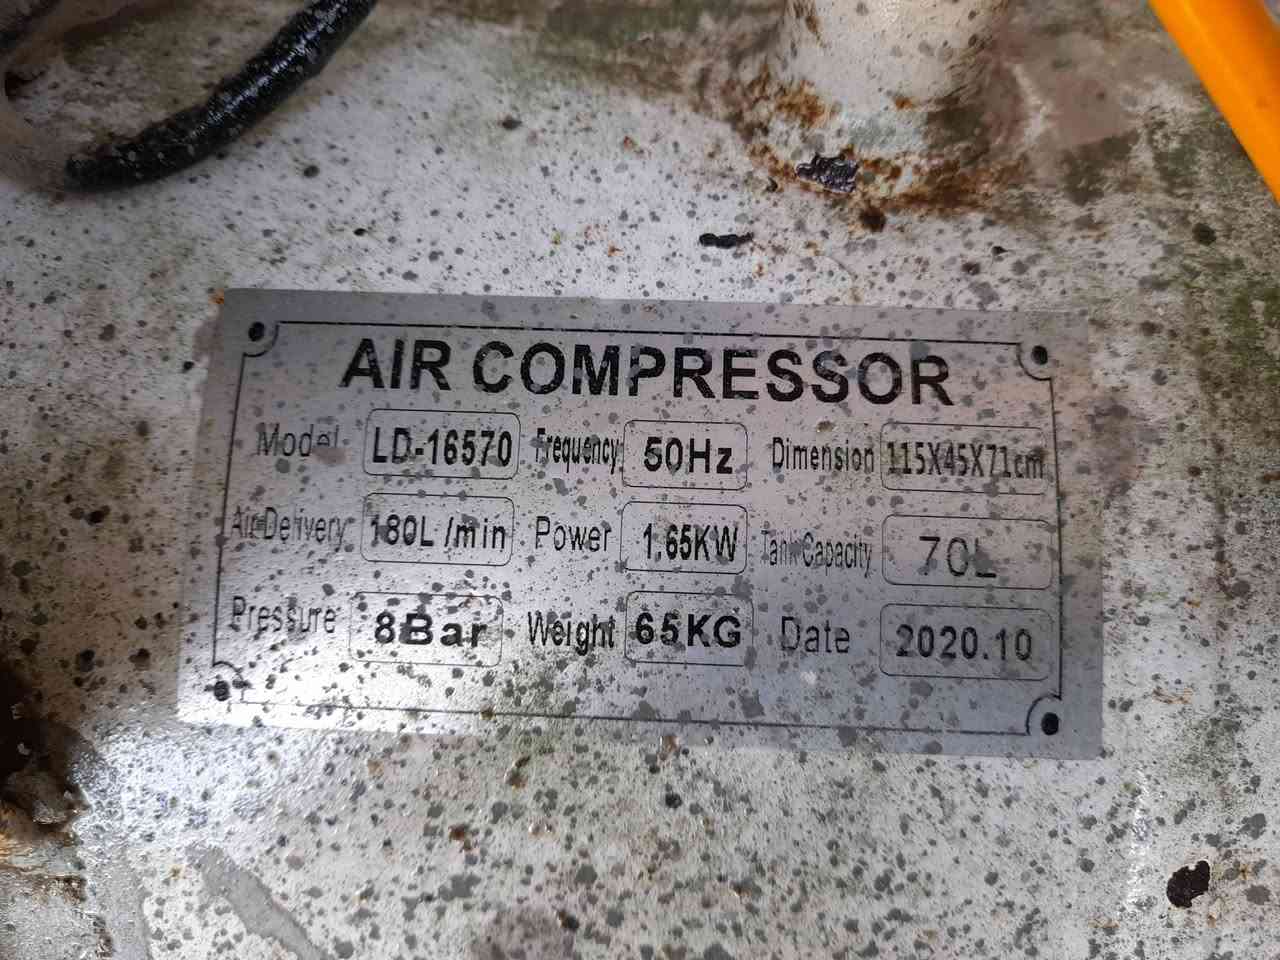 AIR COMPRESSOR
Model LD-16570 Frequency 50Hz Dimension 115X45X71cm
Air Delivery 180L/min Power 1.65KW Tank Capacity 70L
Pressure 8Bar Weight 65KG Date 2020.10